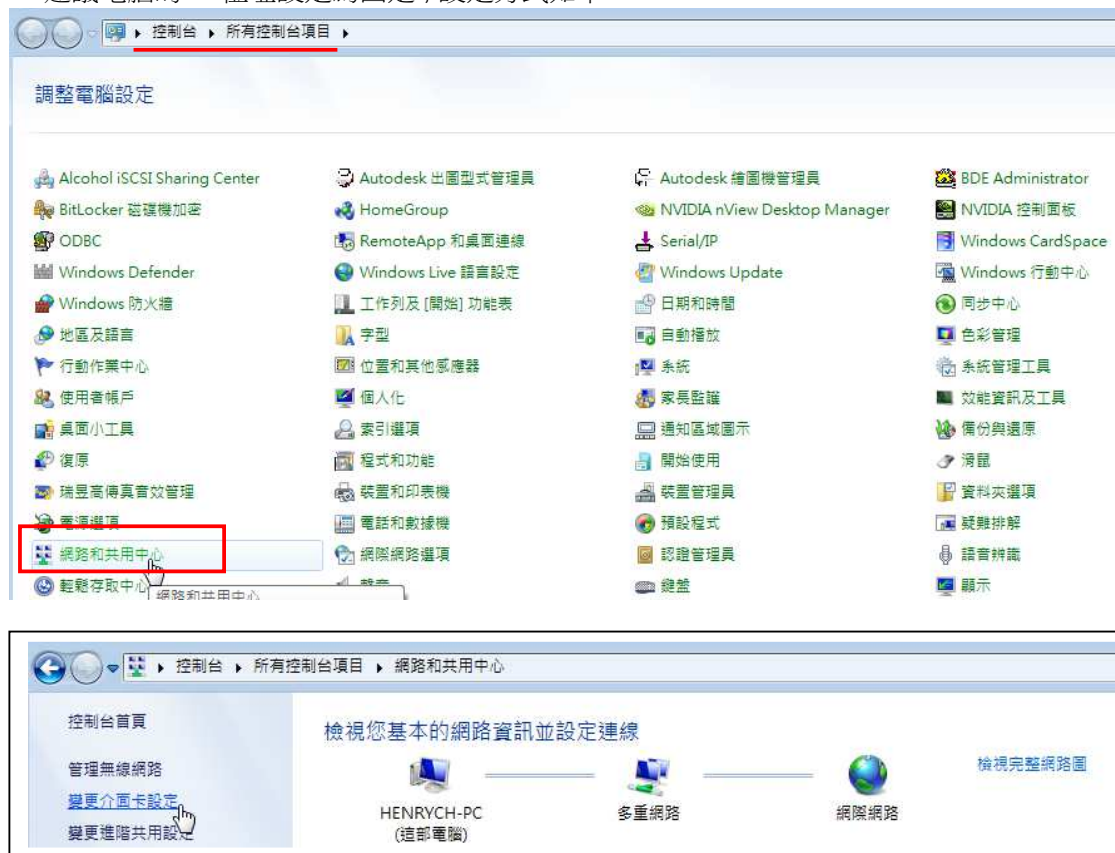 控制台 ▸ 所有控制台項目 ▸
調整電腦設定
Alcohol iSCSI Sharing Center Autodesk 出圖型式管理員 Autodesk 繪圖機管理員 BDE Administrator
BitLocker 磁碟機加密 HomeGroup NVIDIA nView Desktop Manager NVIDIA 控制面板
ODBC RemoteApp 和桌面連線 Serial/IP Windows CardSpace
Windows Defender Windows Live 語言設定 Windows Update Windows 行動中心
Windows 防火牆 工作列及 [開始] 功能表 日期和時間 同步中心
地區及語言 字型 自動播放 色彩管理
行動作業中心 位置和其他感應器 系統 系統管理工具
使用者帳戶 個人化 家長監護 效能資訊及工具
桌面小工具 索引選項 通知區域圖示 備份與還原
復原 程式和功能 開始使用 滑鼠
瑞昱高傳真音效管理 裝置和印表機 裝置管理員 資料夾選項
電源選項 電話和數據機 預設程式 疑難排解
網路和共用中心 網際網路選項 認證管理員 語音辨識
輕鬆存取中心 鍵盤 顯示
網路和共用中心
控制台 ▸ 所有控制台項目 ▸ 網路和共用中心
控制台首頁
檢視您基本的網路資訊並設定連線
管理無線網路
變更介面卡設定
變更進階共用設定
HENRYCH-PC 多重網路 網際網路
(這部電腦)
檢視完整網路圖